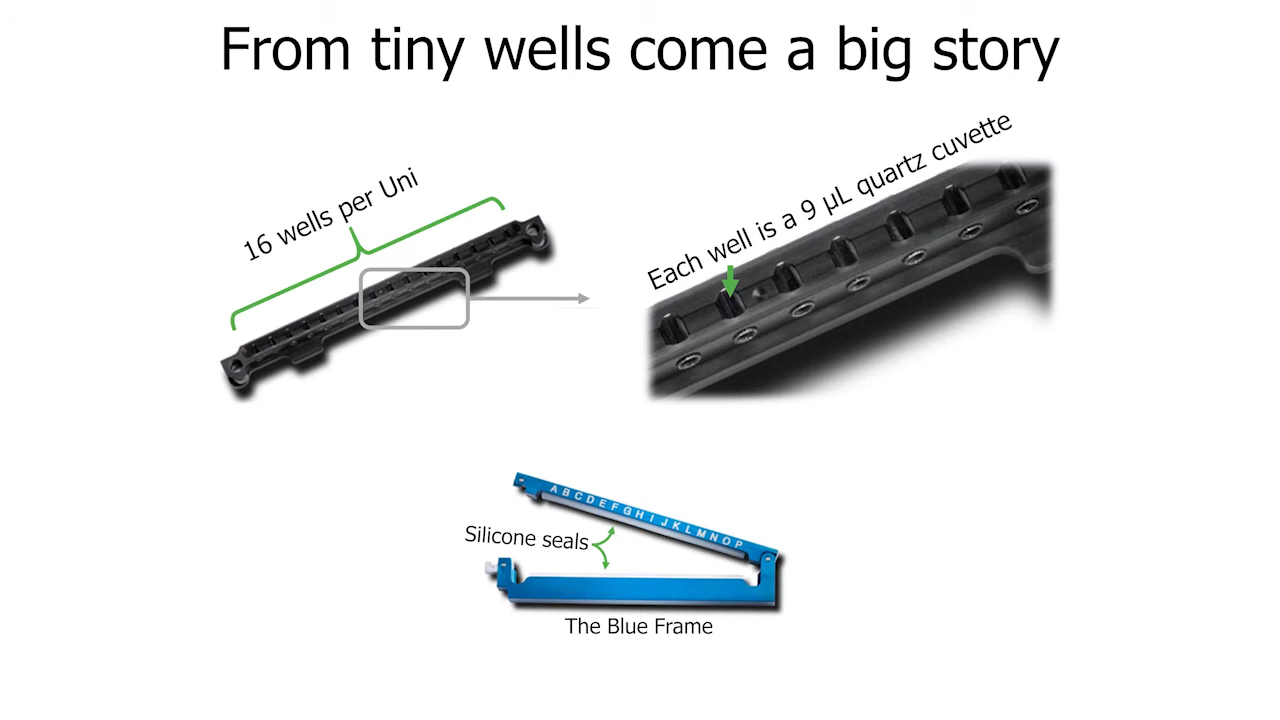 From tiny wells come a big story
16 wells per Uni
Each well is a 9 µL quartz cuvette
A B C D E F G H I J K L M N O P
Silicone seals
The Blue Frame